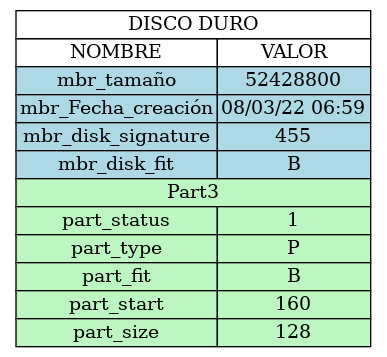 DISCO DURO
NOMBRE VALOR
mbr_tamaño 52428800
mbr_Fecha_creación 08/03/22 06:59
mbr_disk_signature 455
mbr_disk_fit B
Part3
part_status 1
part_type P
part_fit B
part_start 160
part_size 128